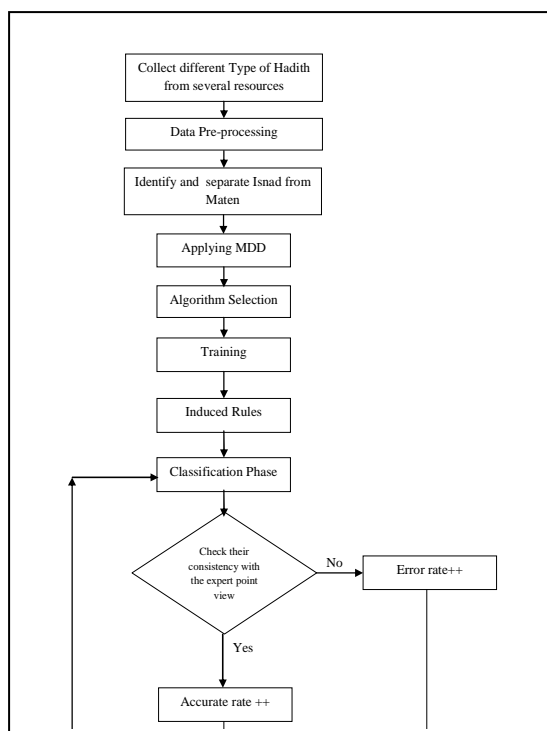 Collect different Type of Hadith
from several resources
Data Pre-processing
Identify and separate Isnad from
Maten
Applying MDD
Algorithm Selection
Training
Induced Rules
Classification Phase
Check their
consistency with
the expert point
view
No
Error rate++
Yes
Accurate rate ++